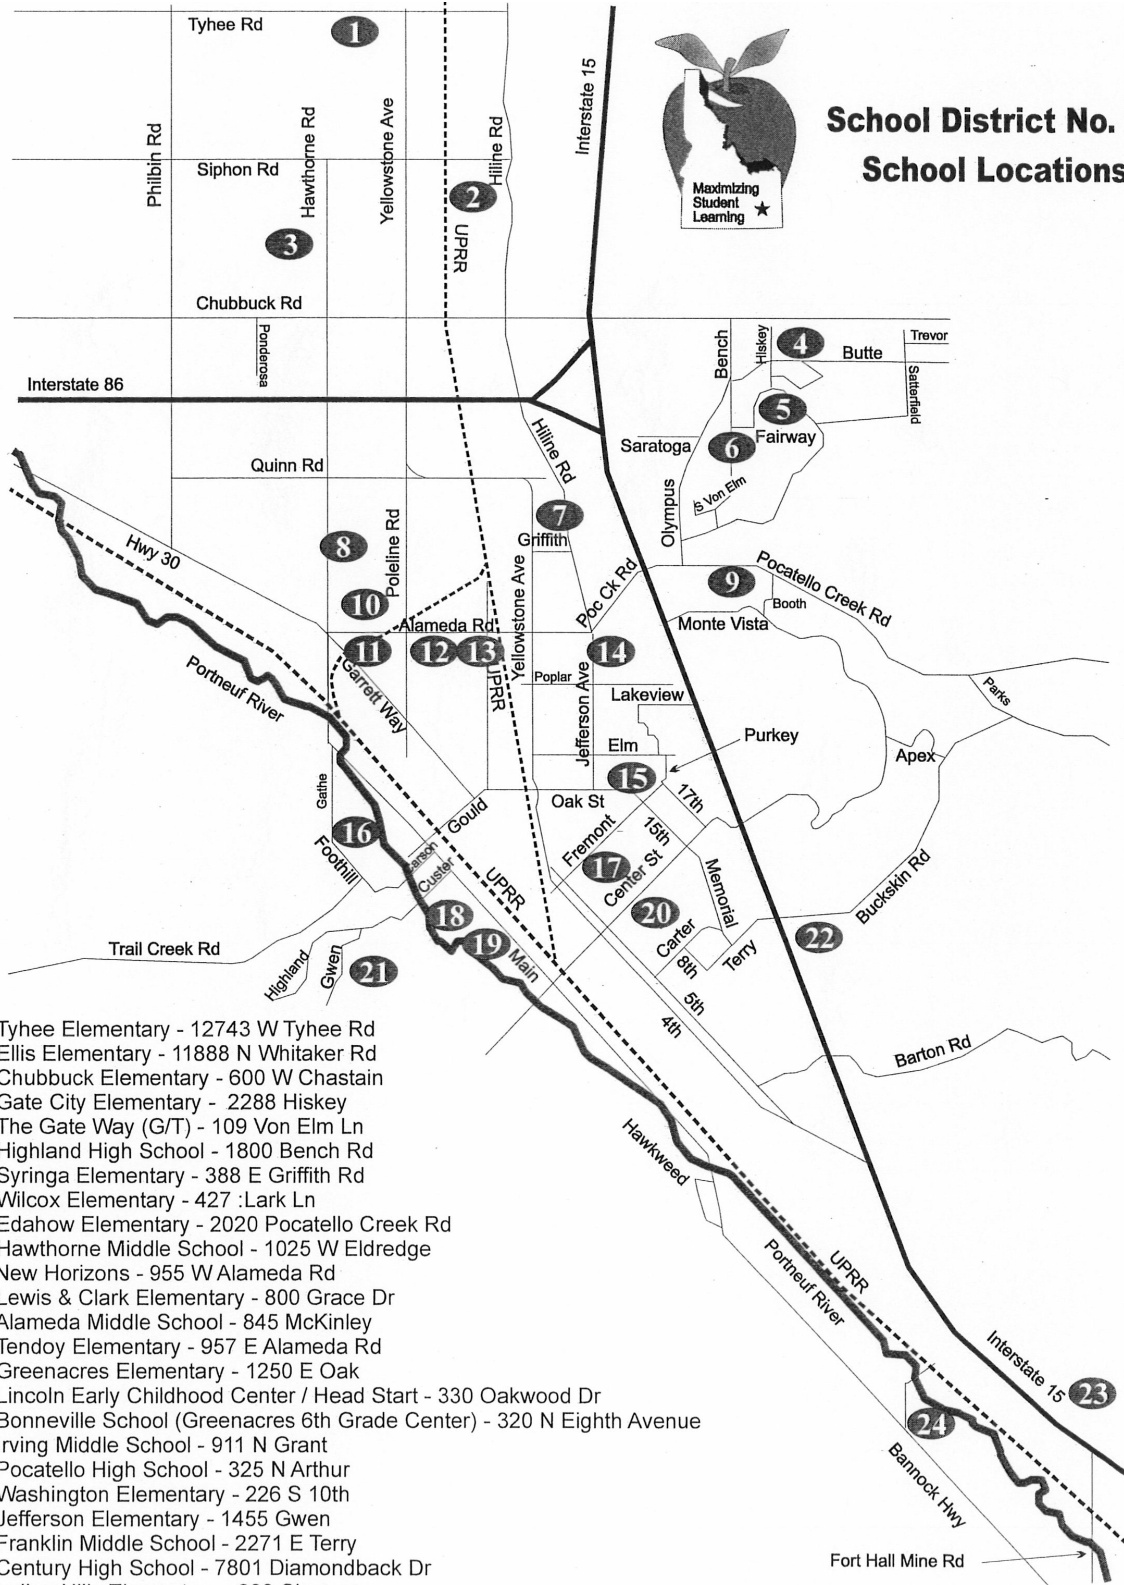 Tyhee Rd
1
Philbin Rd
Hawthorne Rd
Yellowstone Ave
Hiline Rd
Interstate 15
School District No.
School Locations
Maximizing
Student
Learning
Siphon Rd
2
UPRR
3
Chubbuck Rd
Ponderosa
Interstate 86
Bench
Hiskey
4
Butte
Trevor
Satterfield
5
Fairway
6
Saratoga
S Von Elm
Olympus
Hiline Rd
Quinn Rd
7
Griffith
8
Poleline Rd
Hwy 30
10
Yellowstone Ave
Poc Ck Rd
9
Pocatello Creek Rd
Booth
Monte Vista
Alameda Rd
11
12
13
14
Garrett Way
UPRR
Poplar
Jefferson Ave
Lakeview
Parks
Portneuf River
Elm
Purkey
Apex
15
Gathe
Gould
Oak St
17th
15th
16
Foothill
Carson
Custer
Fremont
17
Center St
Memorial
UPRR
Buckskin Rd
18
19
Main
20
Carter
8th
Terry
22
Trail Creek Rd
Highland
Gwen
21
5th
4th
Barton Rd
Tyhee Elementary - 12743 W Tyhee Rd
Ellis Elementary - 11888 N Whitaker Rd
Chubbuck Elementary - 600 W Chastain
Gate City Elementary - 2288 Hiskey
The Gate Way (G/T) - 109 Von Elm Ln
Highland High School - 1800 Bench Rd
Syringa Elementary - 388 E Griffith Rd
Wilcox Elementary - 427 :Lark Ln
Edahow Elementary - 2020 Pocatello Creek Rd
Hawthorne Middle School - 1025 W Eldredge
New Horizons - 955 W Alameda Rd
Lewis & Clark Elementary - 800 Grace Dr
Alameda Middle School - 845 McKinley
Tendoy Elementary - 957 E Alameda Rd
Greenacres Elementary - 1250 E Oak
Lincoln Early Childhood Center / Head Start - 330 Oakwood Dr
Bonneville School (Greenacres 6th Grade Center) - 320 N Eighth Avenue
Irving Middle School - 911 N Grant
Pocatello High School - 325 N Arthur
Washington Elementary - 226 S 10th
Jefferson Elementary - 1455 Gwen
Franklin Middle School - 2271 E Terry
Century High School - 7801 Diamondback Dr
Hawkweed
Portneuf River
UPRR
Interstate 15
23
24
Bannock Hwy
Fort Hall Mine Rd